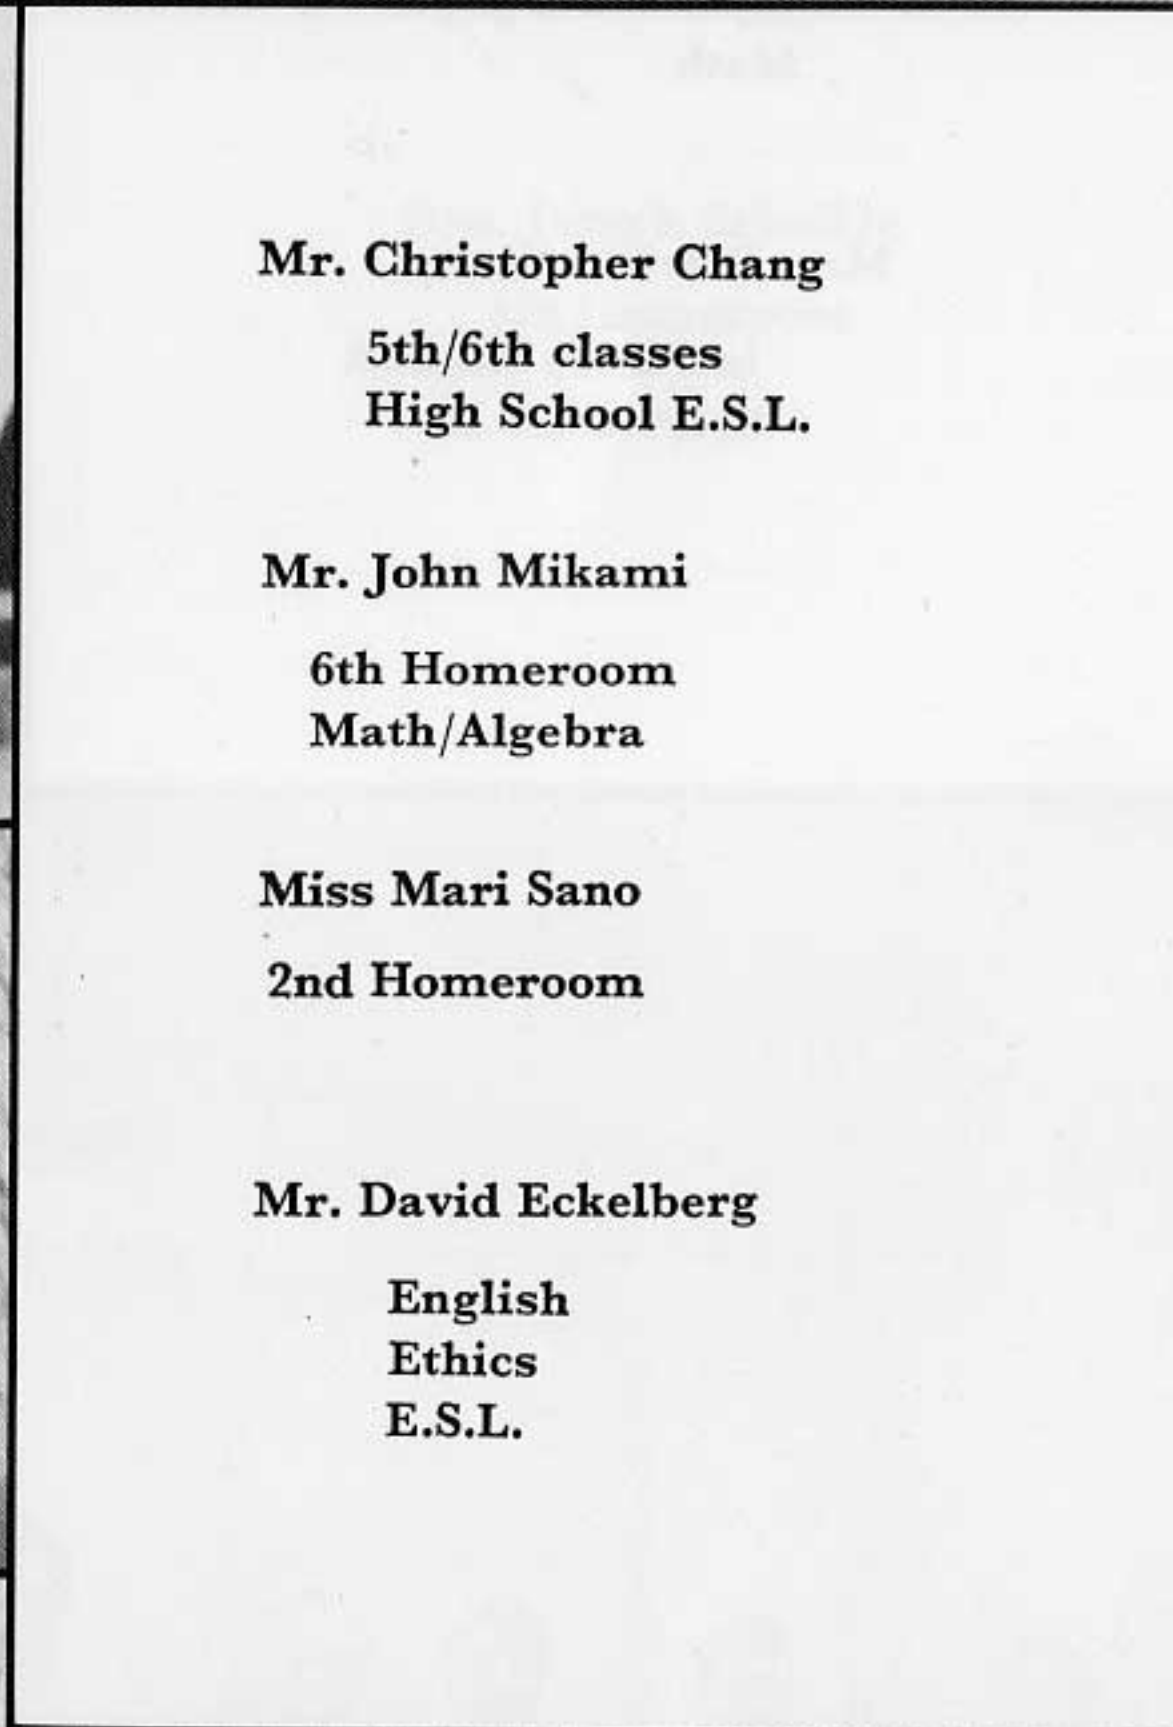 Mr. Christopher Chang
5th/6th classes
High School E.S.L.
Mr. John Mikami
6th Homeroom
Math/Algebra
Miss Mari Sano
2nd Homeroom
Mr. David Eckelberg
English
Ethics
E.S.L.